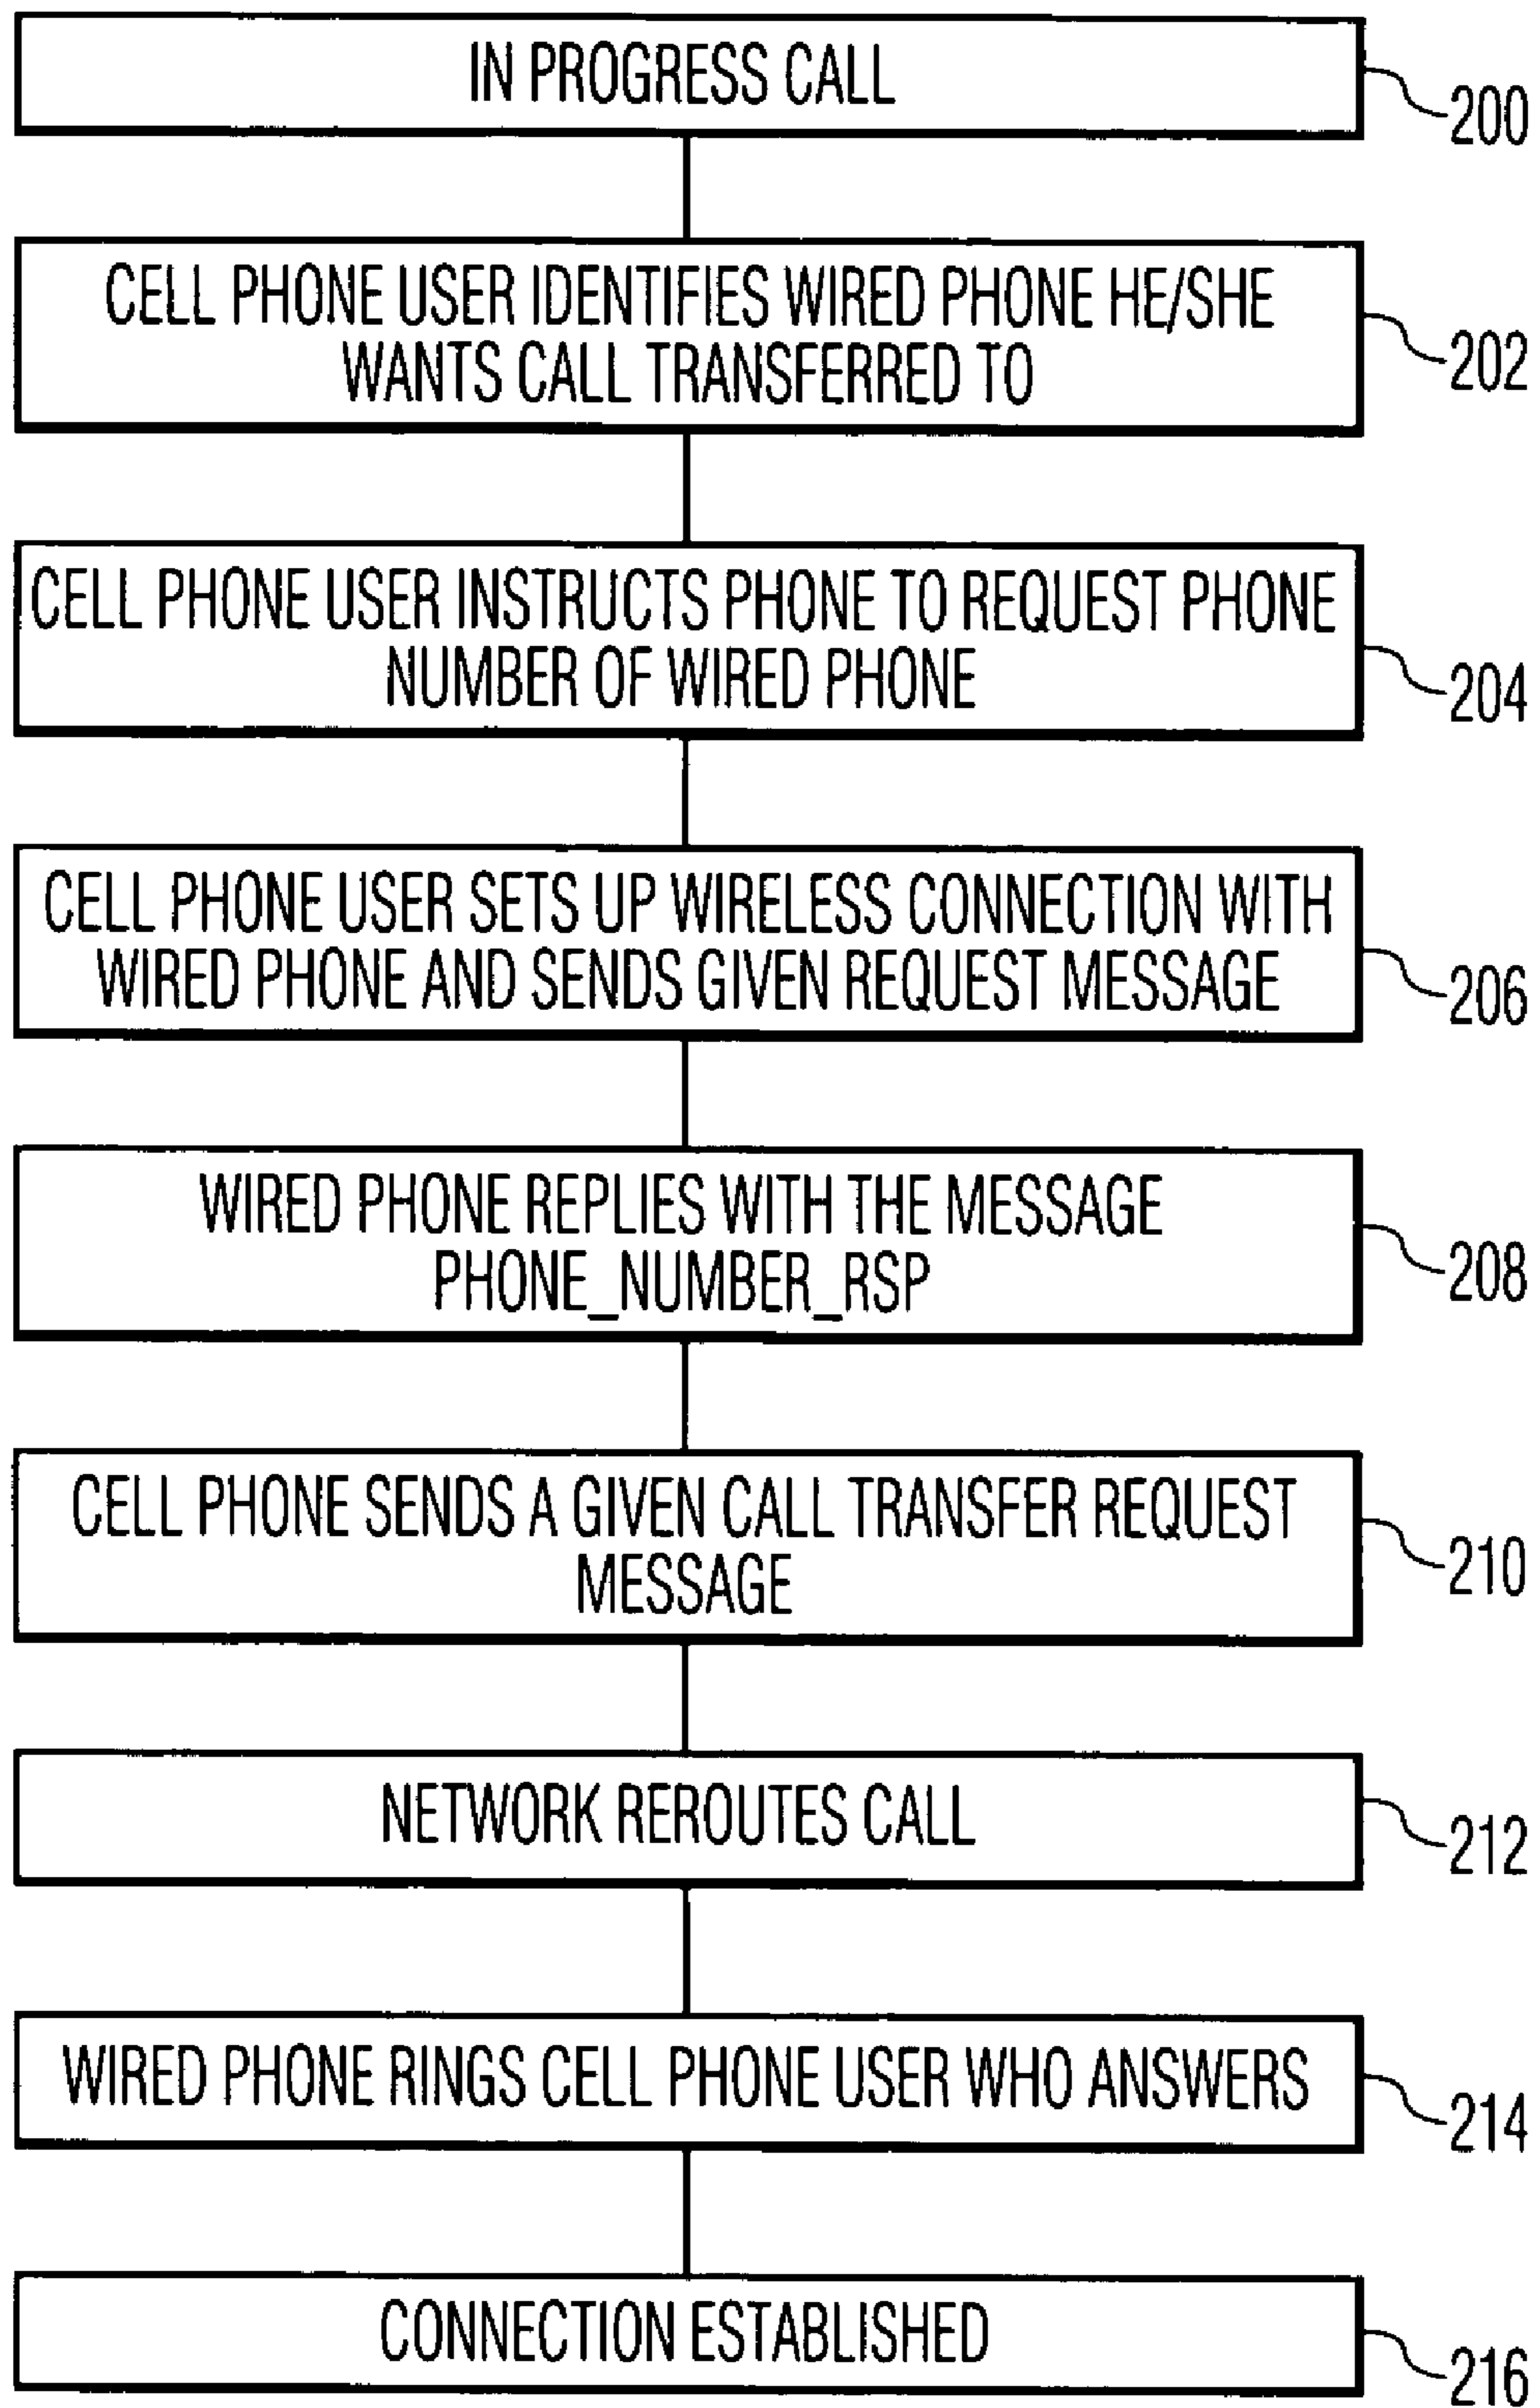 IN PROGRESS CALL
200
CELL PHONE USER IDENTIFIES WIRED PHONE HE/SHE
WANTS CALL TRANSFERRED TO
202
CELL PHONE USER INSTRUCTS PHONE TO REQUEST PHONE
NUMBER OF WIRED PHONE
204
CELL PHONE USER SETS UP WIRELESS CONNECTION WITH
WIRED PHONE AND SENDS GIVEN REQUEST MESSAGE
206
WIRED PHONE REPLIES WITH THE MESSAGE
PHONE_NUMBER_RSP
208
CELL PHONE SENDS A GIVEN CALL TRANSFER REQUEST
MESSAGE
210
NETWORK REROUTES CALL
212
WIRED PHONE RINGS CELL PHONE USER WHO ANSWERS
214
CONNECTION ESTABLISHED
216